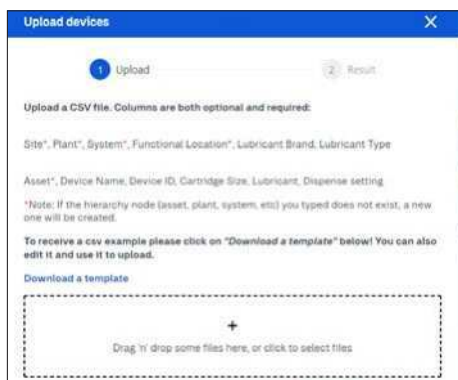 Upload devices
1 Upload
2 Result
Upload a CSV file. Columns are both optional and required:
Site*, Plant*, System*, Functional Location*, Lubricant Brand, Lubricant Type
Asset*, Device Name, Device ID, Cartridge Size, Lubricant, Dispense setting
*Note: If the hierarchy node (asset, plant, system, etc) you typed does not exist, a new
one will be created.
To receive a csv example please click on "Download a template" below! You can also
edit it and use it to upload.
Download a template
+
Drag 'n' drop some files here, or click to select files